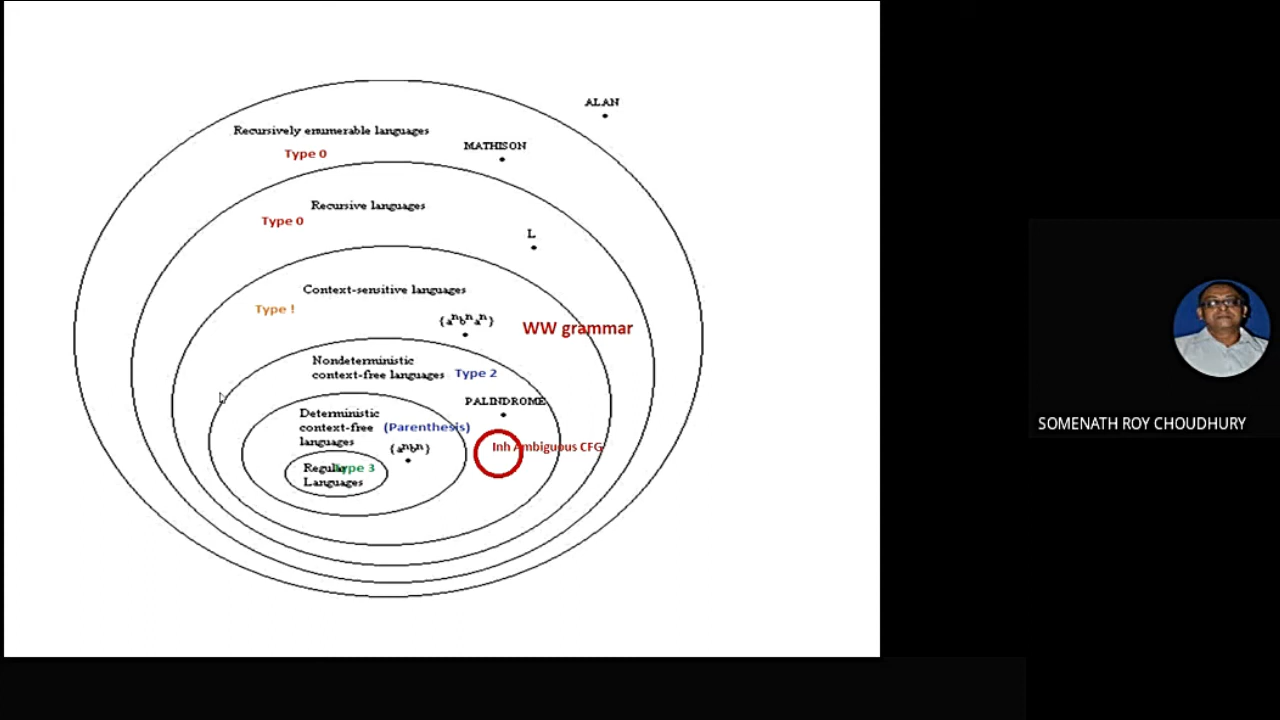 ALAN
Recursively enumerable languages
MATHISON
Type 0
Recursive languages
Type 0
L
Context-sensitive languages
Type !
{aⁿbⁿaⁿ}
WW grammar
Nondeterministic
context-free languages
Type 2
PALINDROME
Deterministic
context-free
languages
(Parenthesis)
{aⁿbⁿ}
Inh Ambiguous CFG
Regular
Languages
Type 3
SOMENATH ROY CHOUDHURY